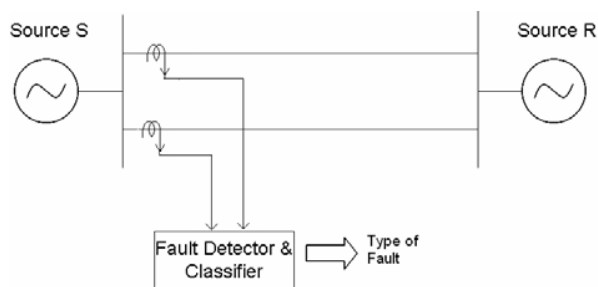 Source S
Source R
Fault Detector &
Classifier
Type of
Fault